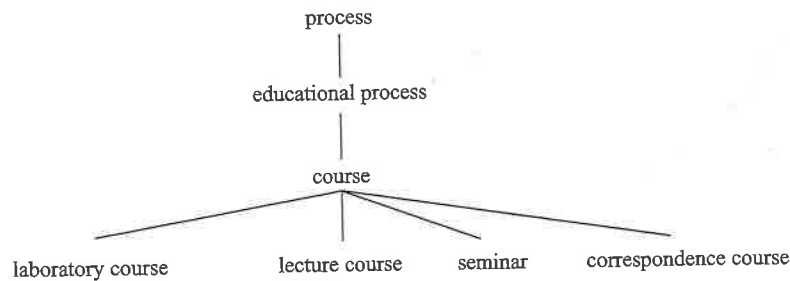 process
educational process
course
laboratory course lecture course seminar correspondence course